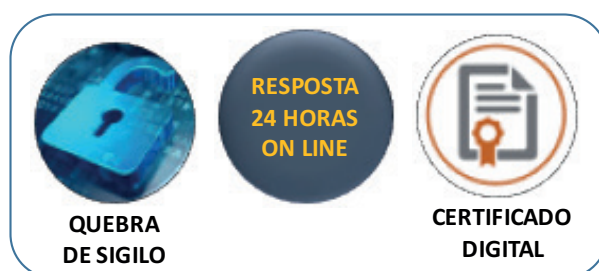 RESPOSTA
24 HORAS
ON LINE
QUEBRA
DE SIGILO
CERTIFICADO
DIGITAL